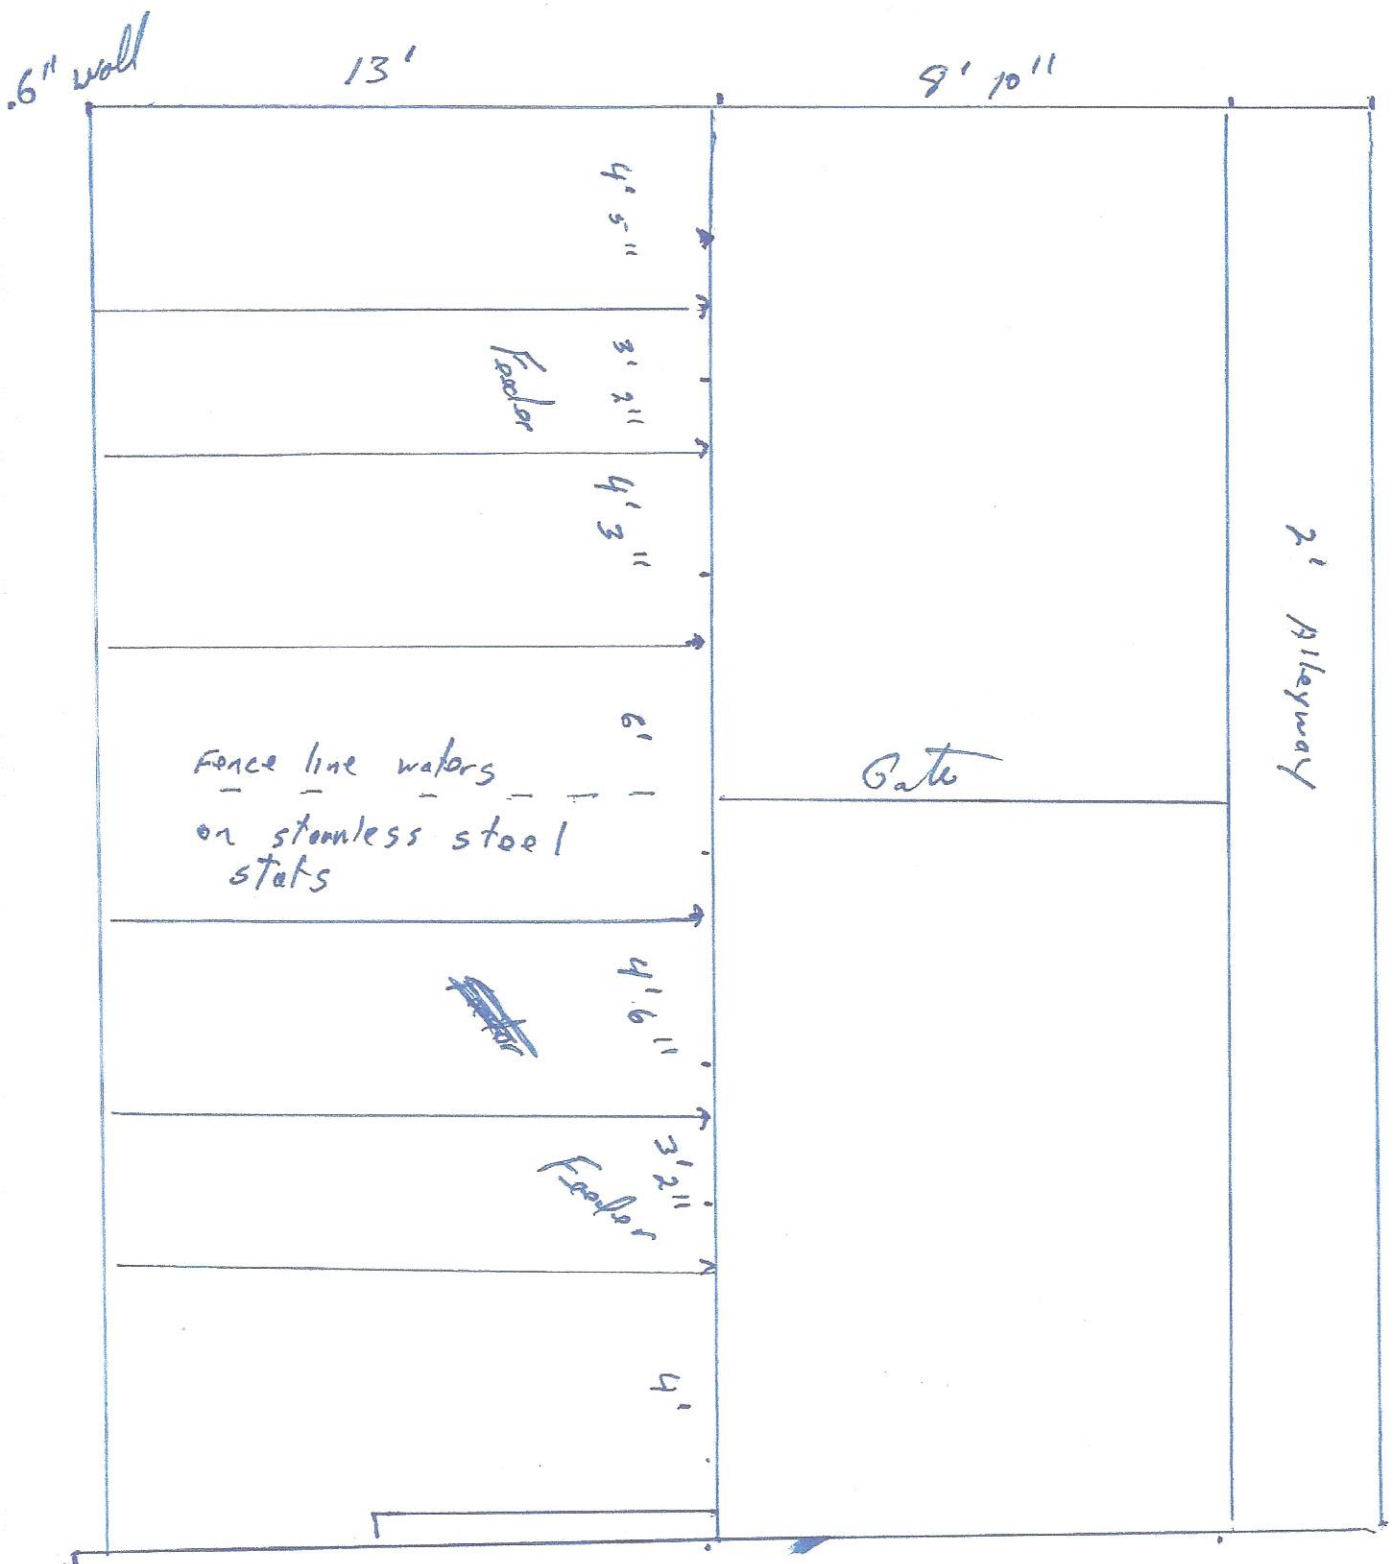 .6" wall
13'
8' 10"
4' 5"
3' 2"
Feeder
4' 3"
2' Alleyway
6'
Fence line waters
on stainless steel
stats
Gate
4' 6"
3' 2"
Feeder
4'